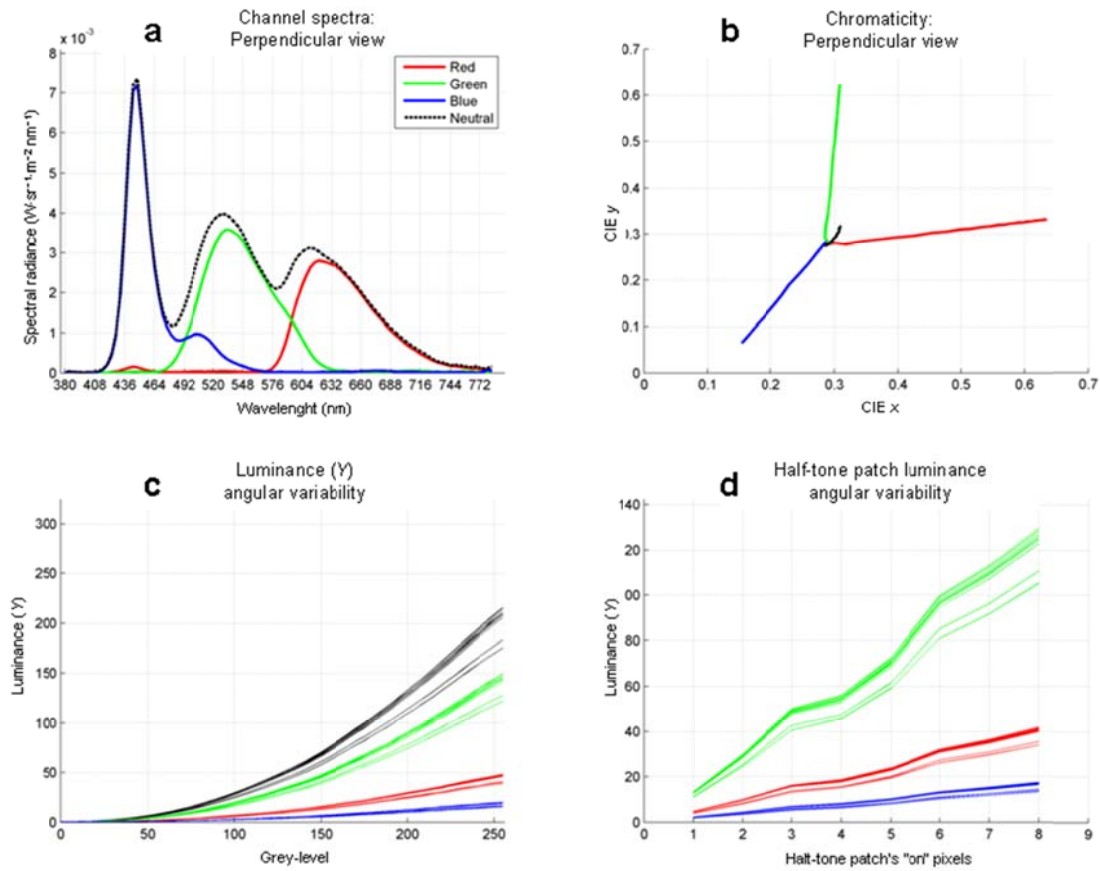 a
Channel spectra:
Perpendicular view
x 10⁻³
8
7
6
5
4
3
2
1
0
Spectral radiance (W·sr⁻¹·m⁻² nm⁻¹)
Red
Green
Blue
Neutral
380 408 436 464 492 520 548 576 604 632 660 688 716 744 772
Wavelenght (nm)
b
Chromaticity:
Perpendicular view
0.7
0.6
0.5
0.4
0.3
0.2
0.1
0
CIE y
0 0.1 0.2 0.3 0.4 0.5 0.6 0.7
CIE x
c
Luminance (Y)
angular variability
300
250
200
150
100
50
0
Luminance (Y)
0 50 100 150 200 250
Grey-level
d
Half-tone patch luminance
angular variability
140
20
00
80
60
40
20
0
Luminance (Y)
0 1 2 3 4 5 6 7 8 9
Half-tone patch's "on" pixels